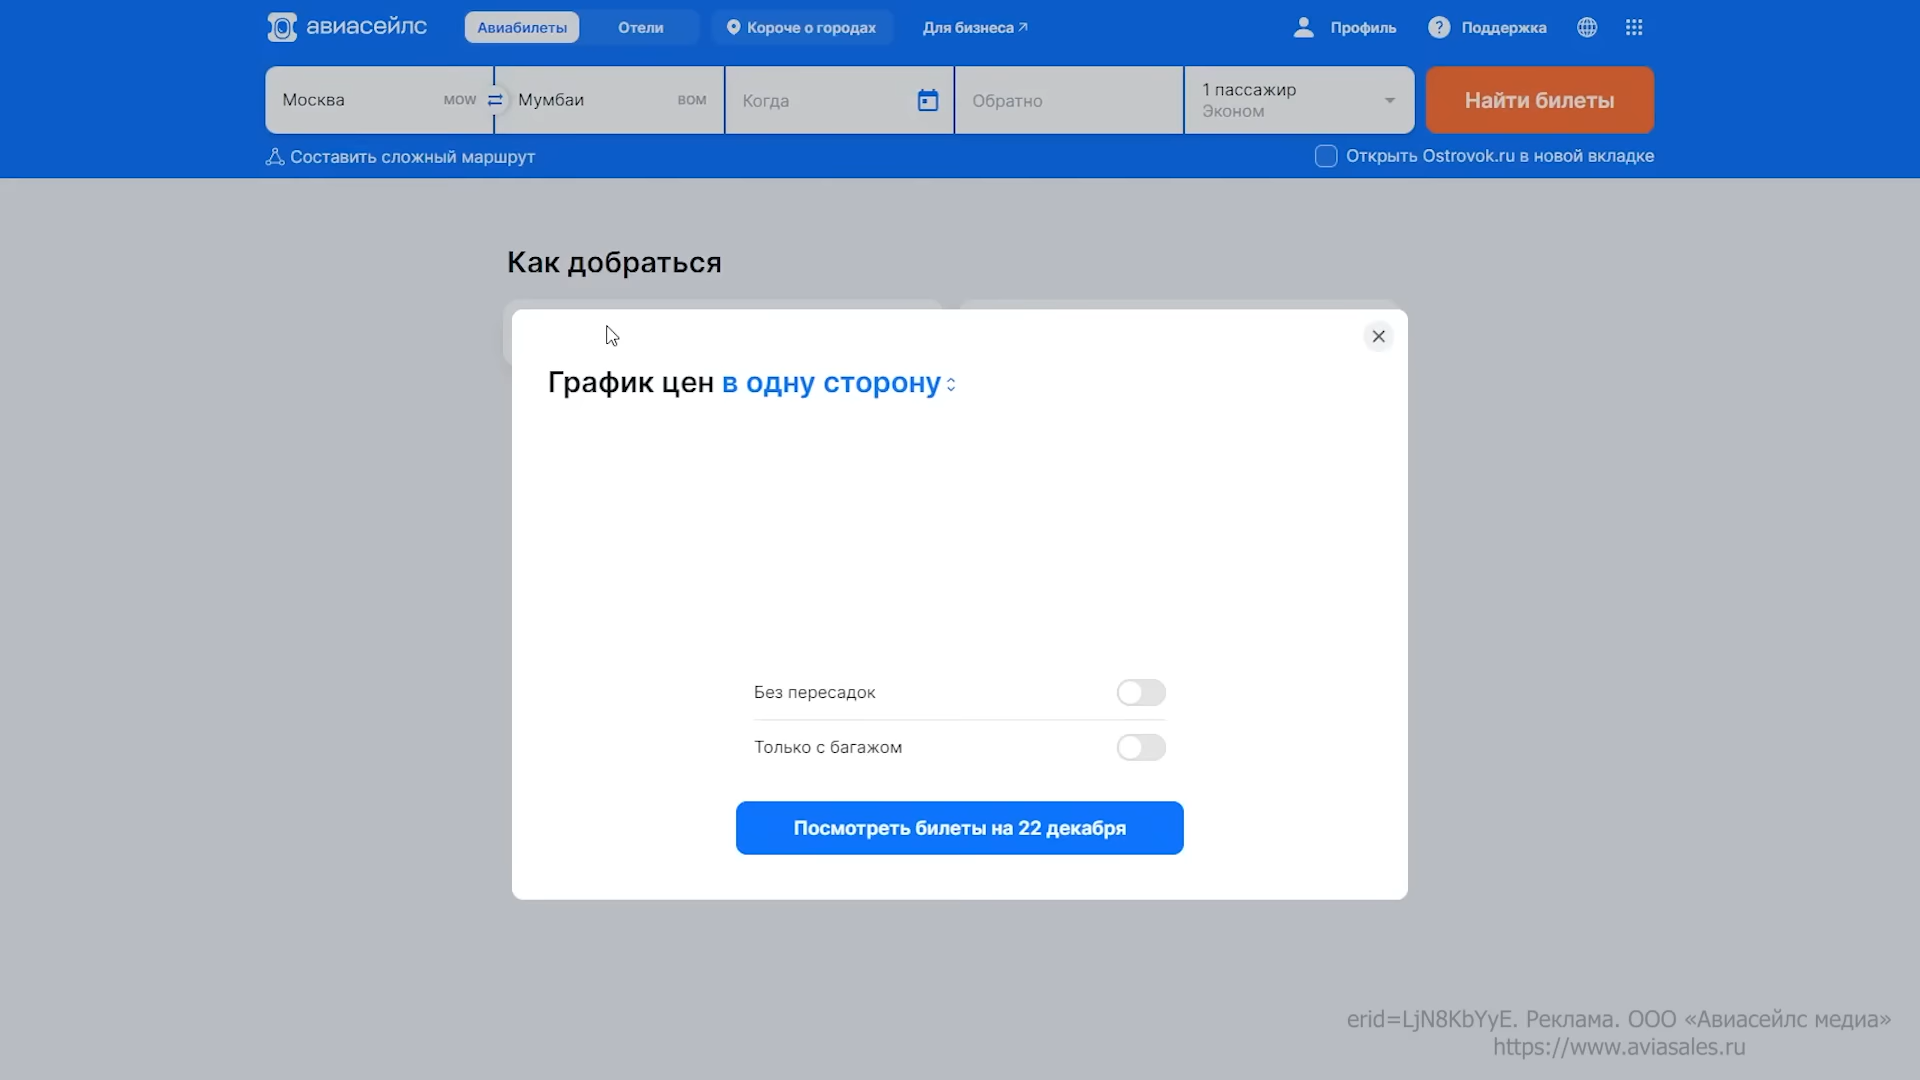 авиасейлс
Авиабилеты
Отели
Короче о городах
Для бизнеса
Профиль
Поддержка
Москва MOW
Мумбаи BOM
Когда
Обратно
1 пассажир
Эконом
Найти билеты
Составить сложный маршрут
Открыть Ostrovok.ru в новой вкладке
Как добраться
График цен в одну сторону
Без пересадок
Только с багажом
Посмотреть билеты на 22 декабря
erid=LjN8KbYyE. Реклама. ООО «Авиасейлс медиа»
https://www.aviasales.ru